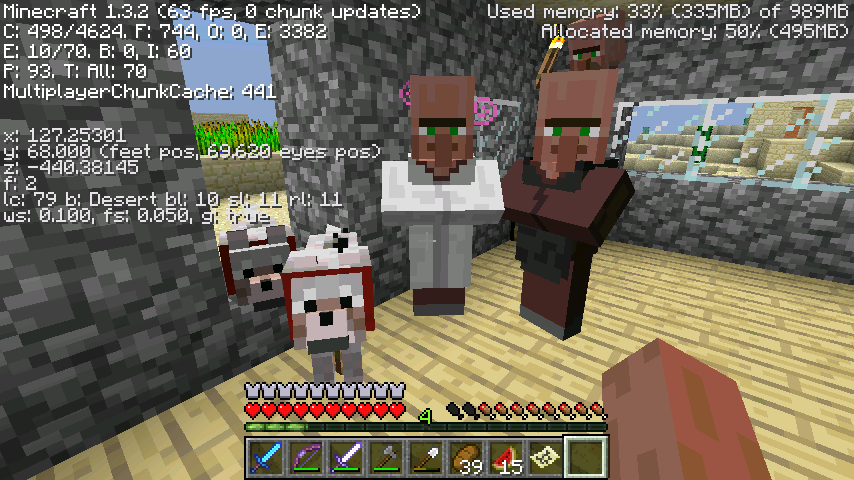 Minecraft 1.3.2 (63 fps, 0 chunk updates)
Used memory: 33% (335MB) of 989MB
C: 498/4624, F: 744, O: 0, E: 3382
Allocated memory: 50% (495MB)
E: 10/70, B: 0, I: 60
P: 93, T: All: 70
MultiplayerChunkCache: 441
x: 127.25301
y: 68.000 (feet pos, 69.620 eyes pos)
z: -440.38145
f: 2
lc: 79 b: Desert bl: 10 sl: 11 rl: 11
ws: 0.100, fs: 0.050, g: true
4
39
15